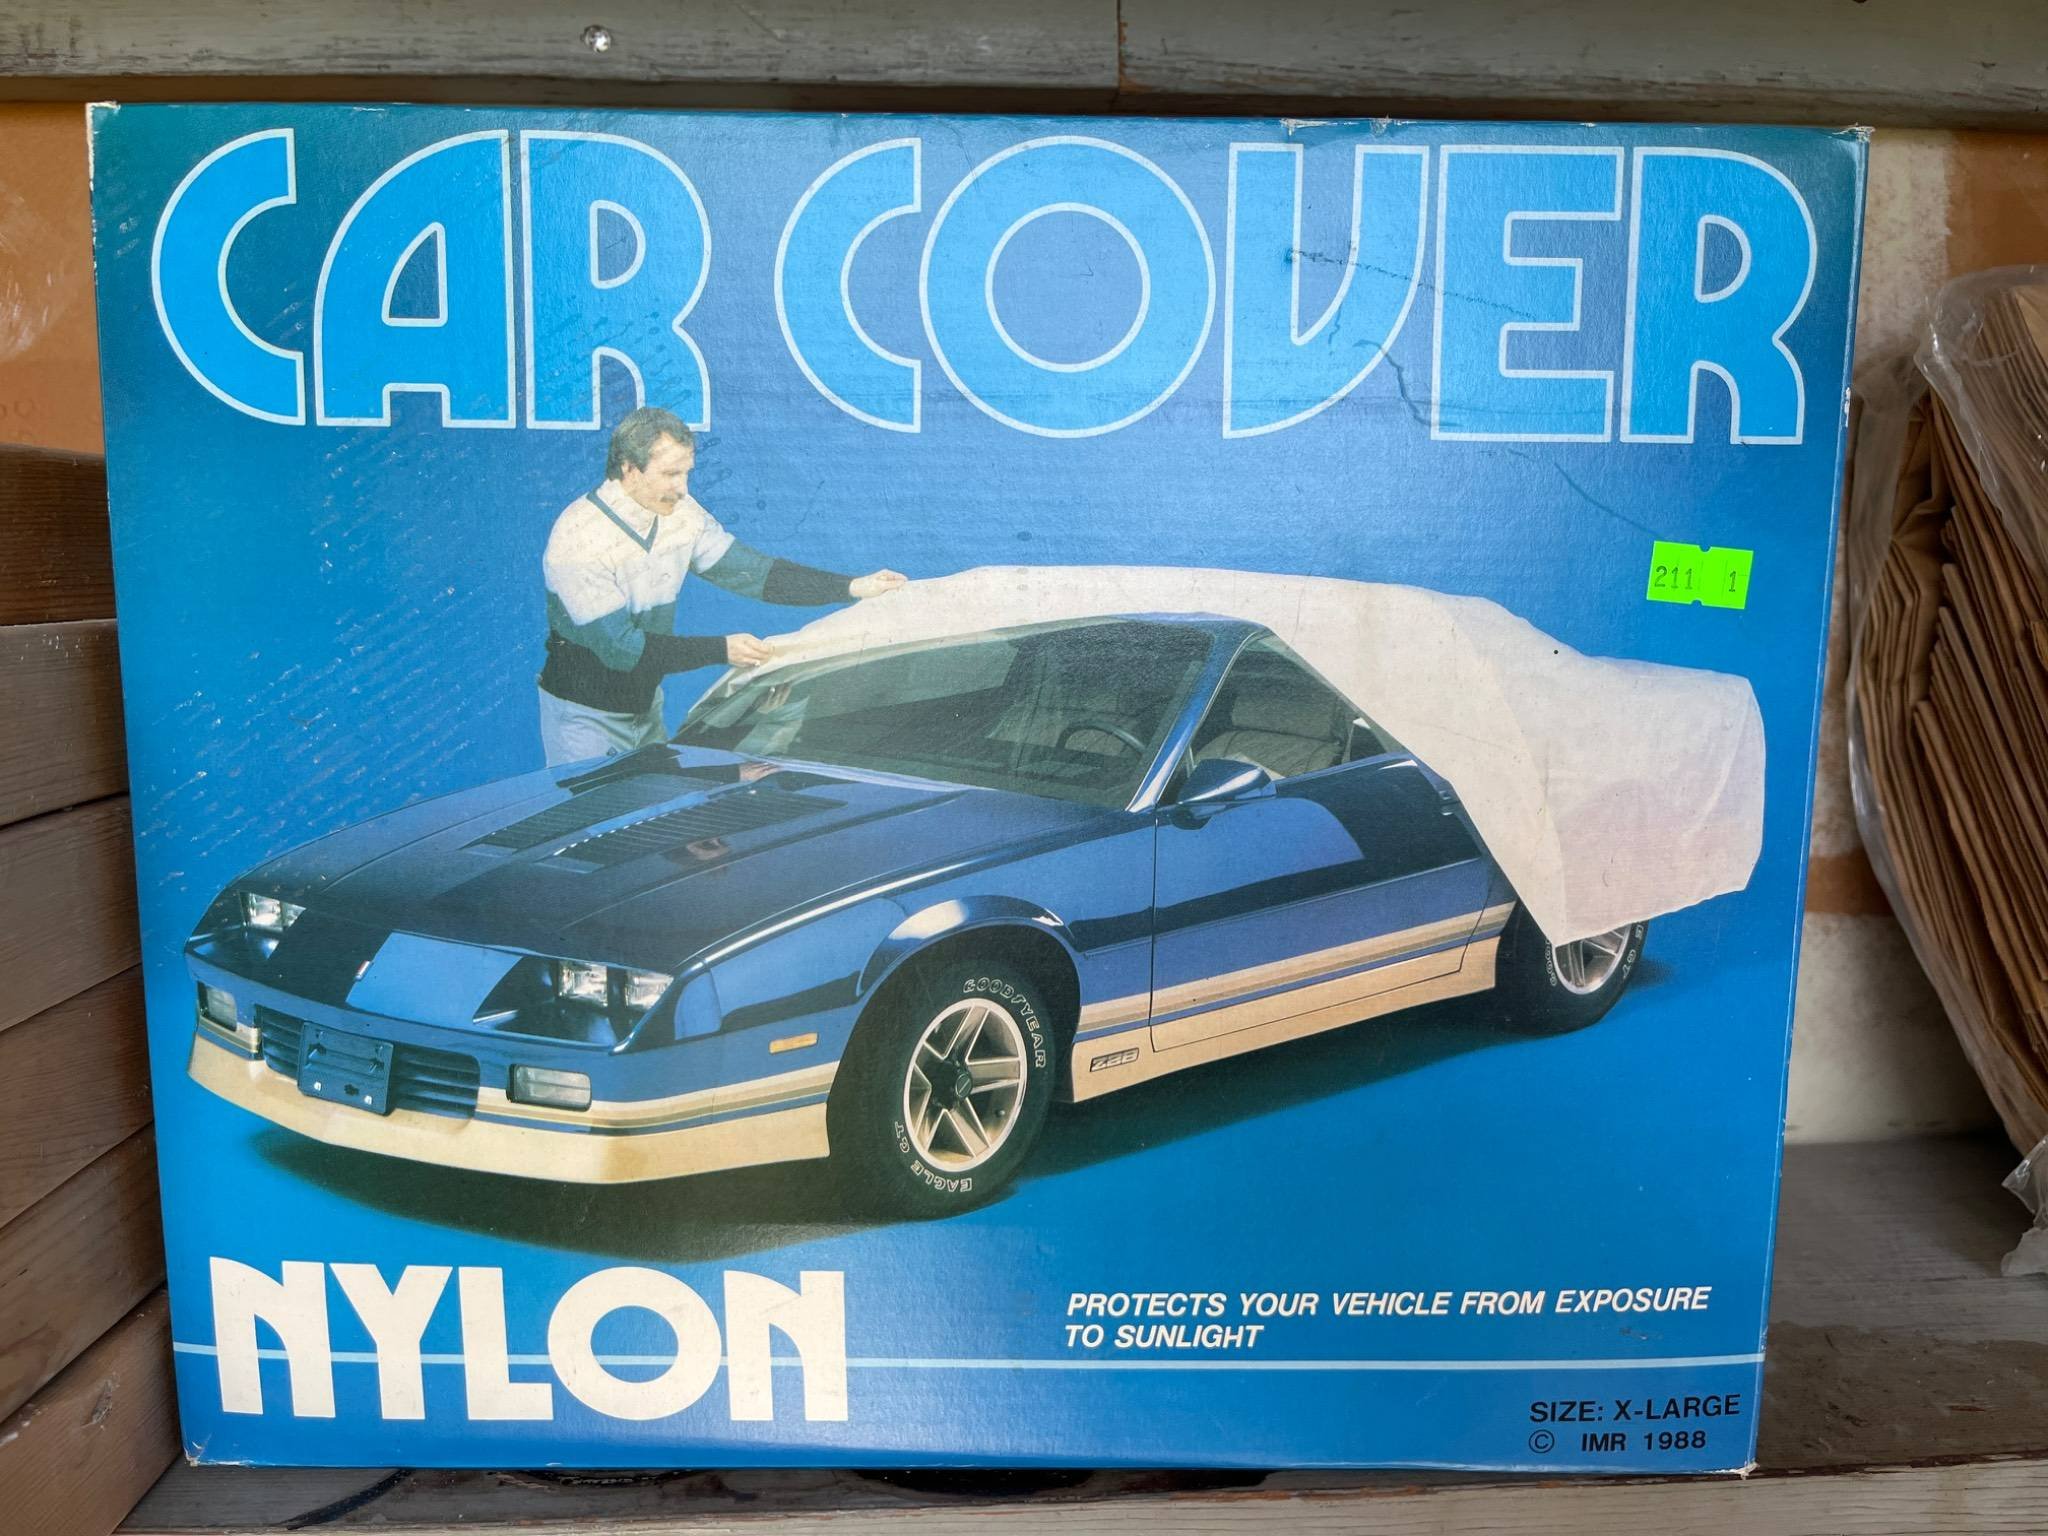 CAR COVER
211 1
GOODYEAR
EAGLE GT
Z28
NYLON
PROTECTS YOUR VEHICLE FROM EXPOSURE
TO SUNLIGHT
SIZE: X-LARGE
© IMR 1988